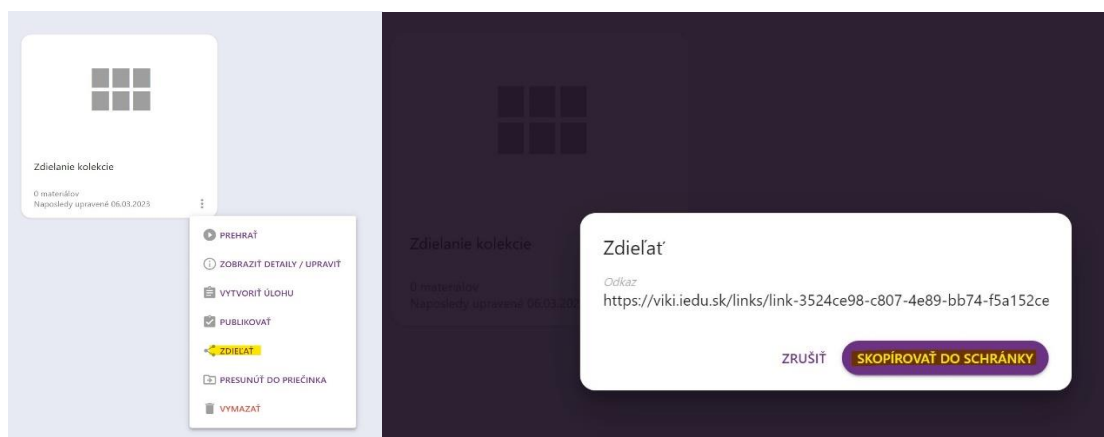 Zdielanie kolekcie
0 materiálov
Naposledy upravené 06.03.2023
PREHRAŤ
ZOBRAZIŤ DETAILY / UPRAVIŤ
VYTVORIŤ ÚLOHU
PUBLIKOVAŤ
ZDIEĽAŤ
PRESUNÚŤ DO PRIEČINKA
VYMAZAŤ
Zdielanie kolekcie
0 materiálov
Naposledy upravené 06.03.202
Zdieľať
Odkaz
https://viki.iedu.sk/links/link-3524ce98-c807-4e89-bb74-f5a152ce
ZRUŠIŤ
SKOPÍROVAŤ DO SCHRÁNKY